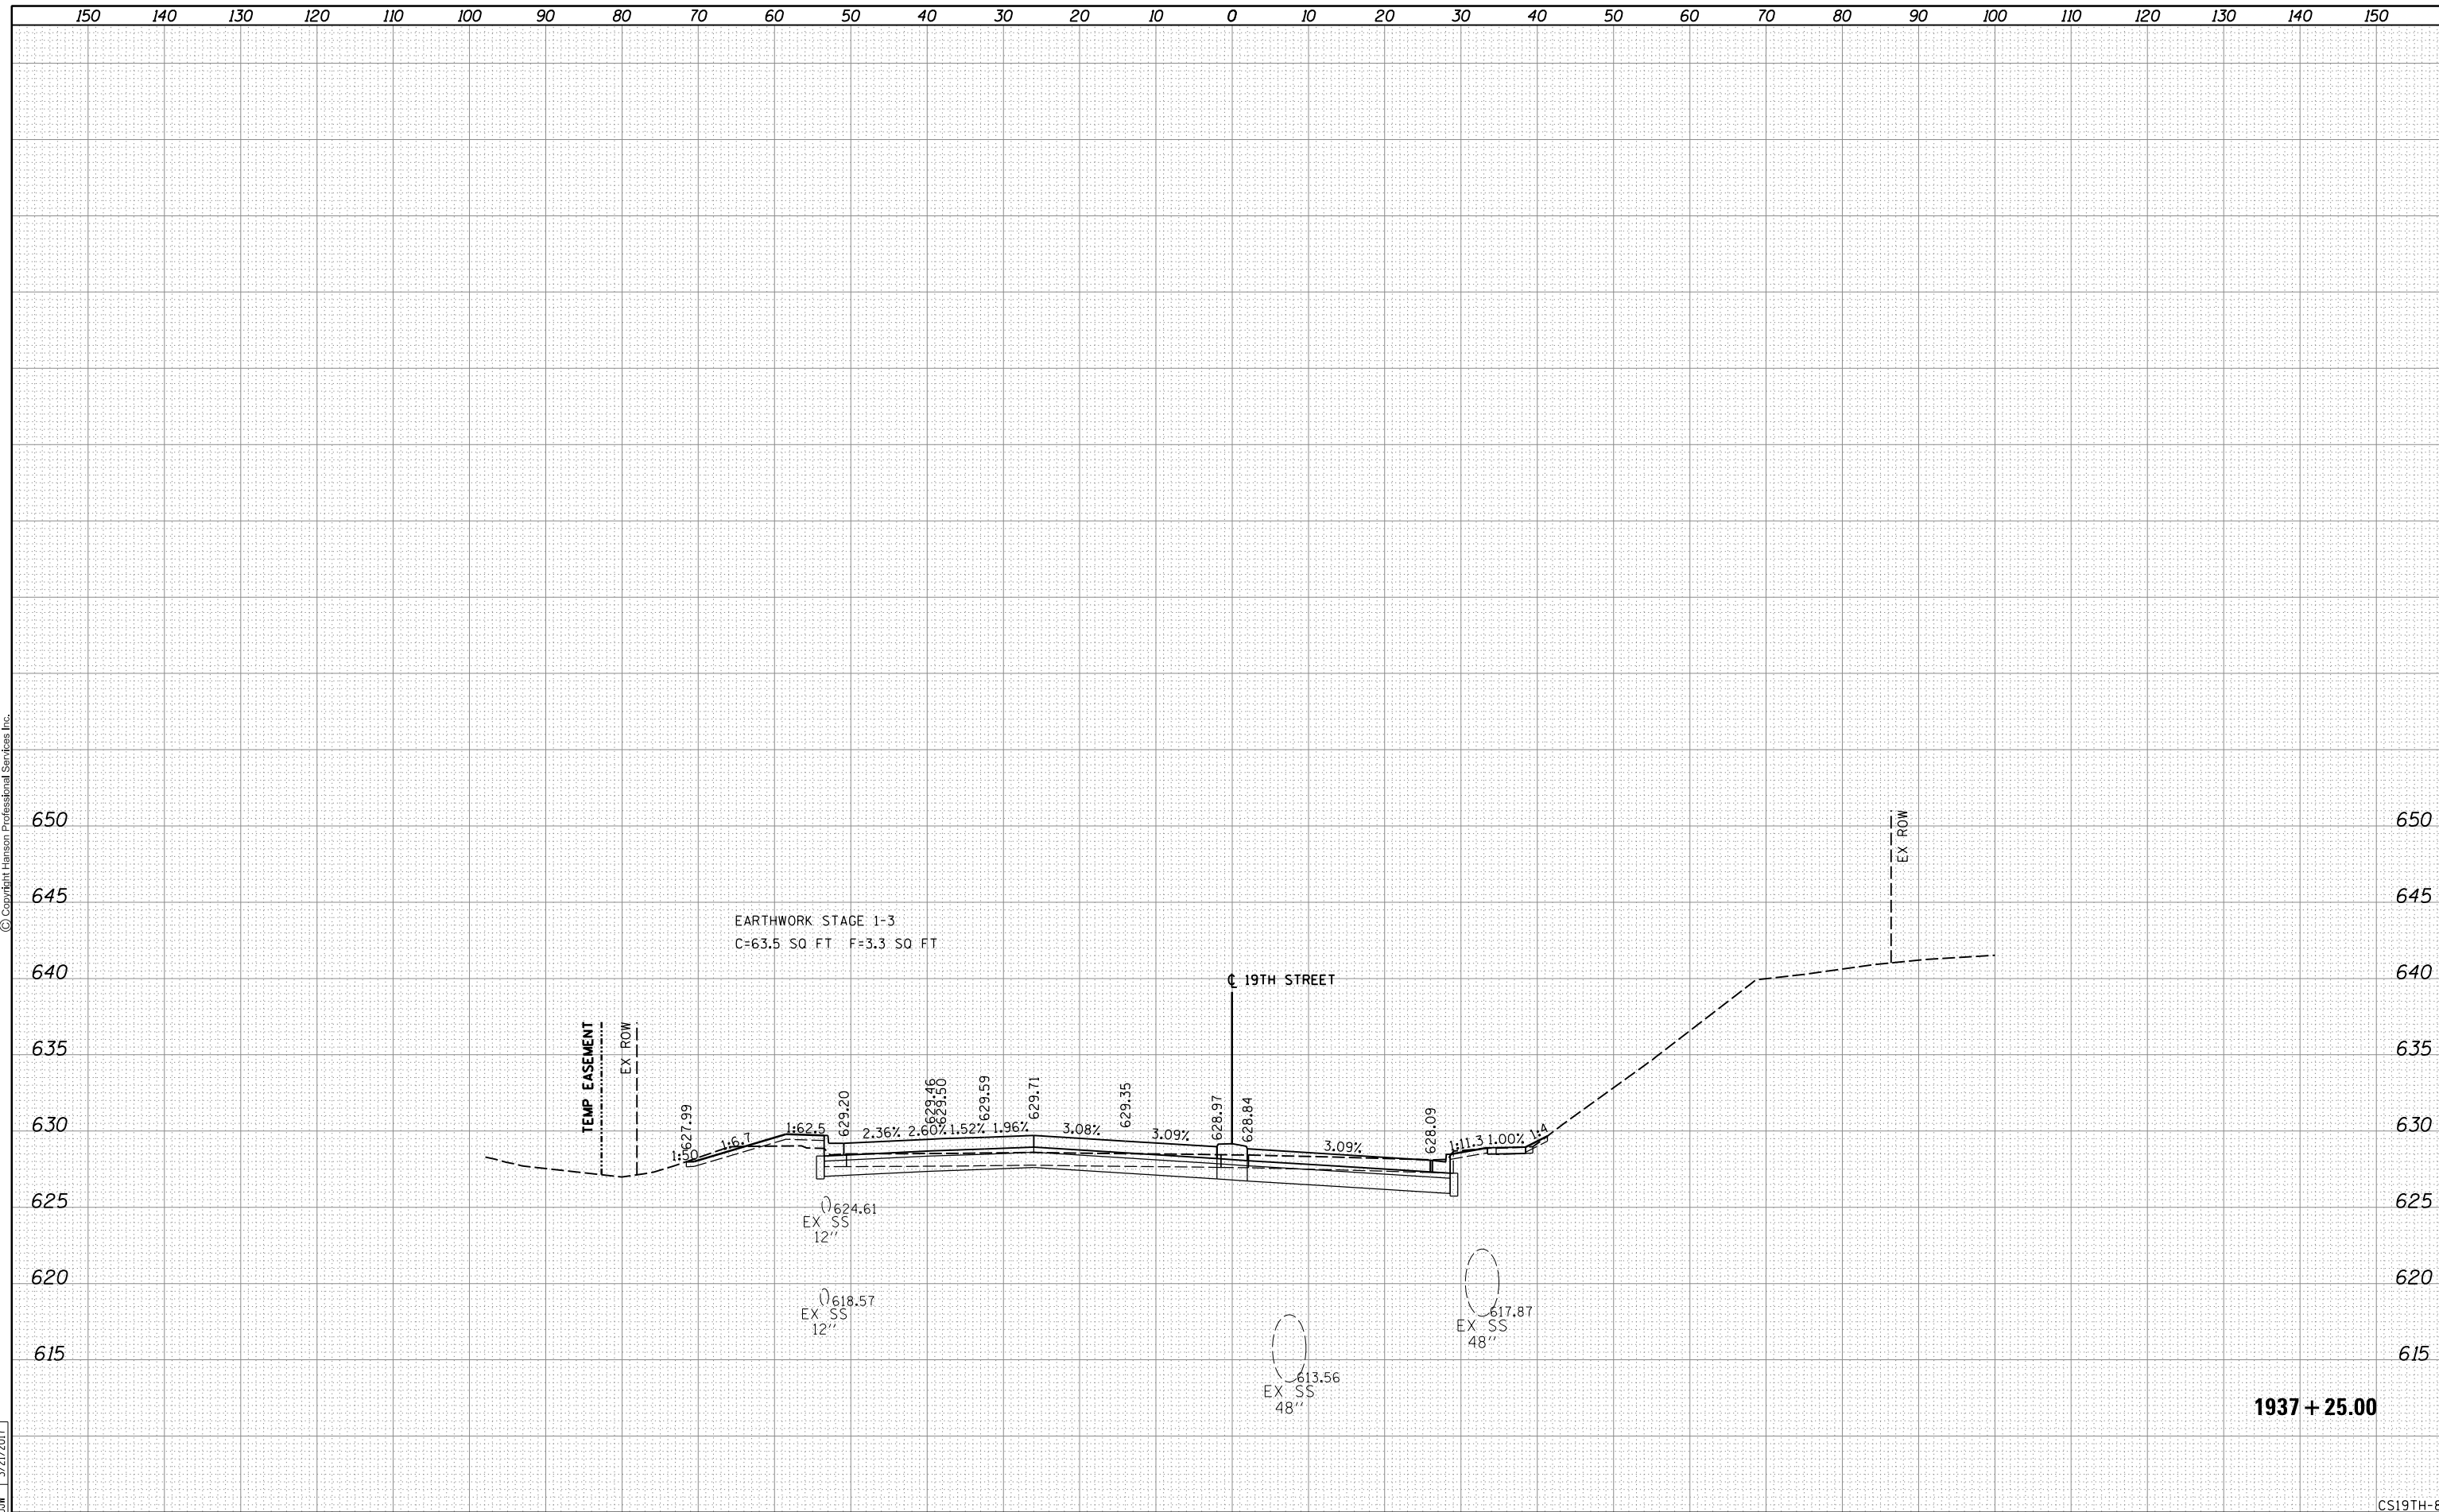 150 140 130 120 110 100 90 80 70 60 50 40 30 20 10 0 10 20 30 40 50 60 70 80 90 100 110 120 130 140 150
650 650
EX ROW
645 645
EARTHWORK STAGE 1-3
C=63.5 SQ FT F=3.3 SQ FT
640 640
℄ 19TH STREET
635 635
TEMP EASEMENT
EX ROW
630 630
627.99
629.20
629.46
629.50
629.59
629.71
629.35
628.97
628.84
628.09
1:50 1:6.7 1:62.5 2.36% 2.60% 1.52% 1.96% 3.08% 3.09% 3.09% 1:11.3 1.00% 1:4
625 625
624.61
EX SS
12''
620 620
618.57
EX SS
12''
617.87
EX SS
48''
615 615
613.56
EX SS
48''
1937+25.00
© Copyright Hanson Professional Services Inc.
CS19TH-8